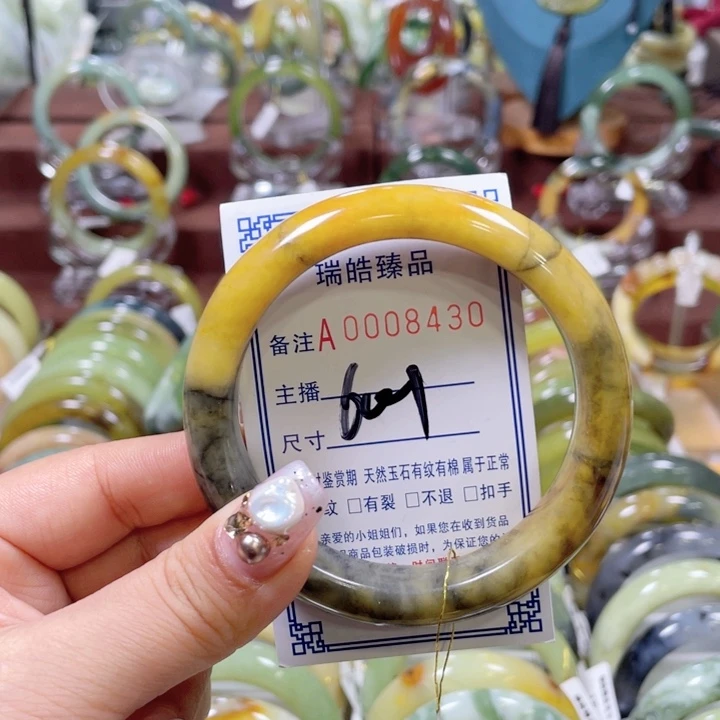 瑞皓臻品
备注A0008430
主播
尺寸
鉴赏期 天然玉石有纹有棉 属于正常
纹 □有裂 □不退 □扣手
亲爱的小姐姐们，如果您在收到货品
商品包装破损时，为保证您的